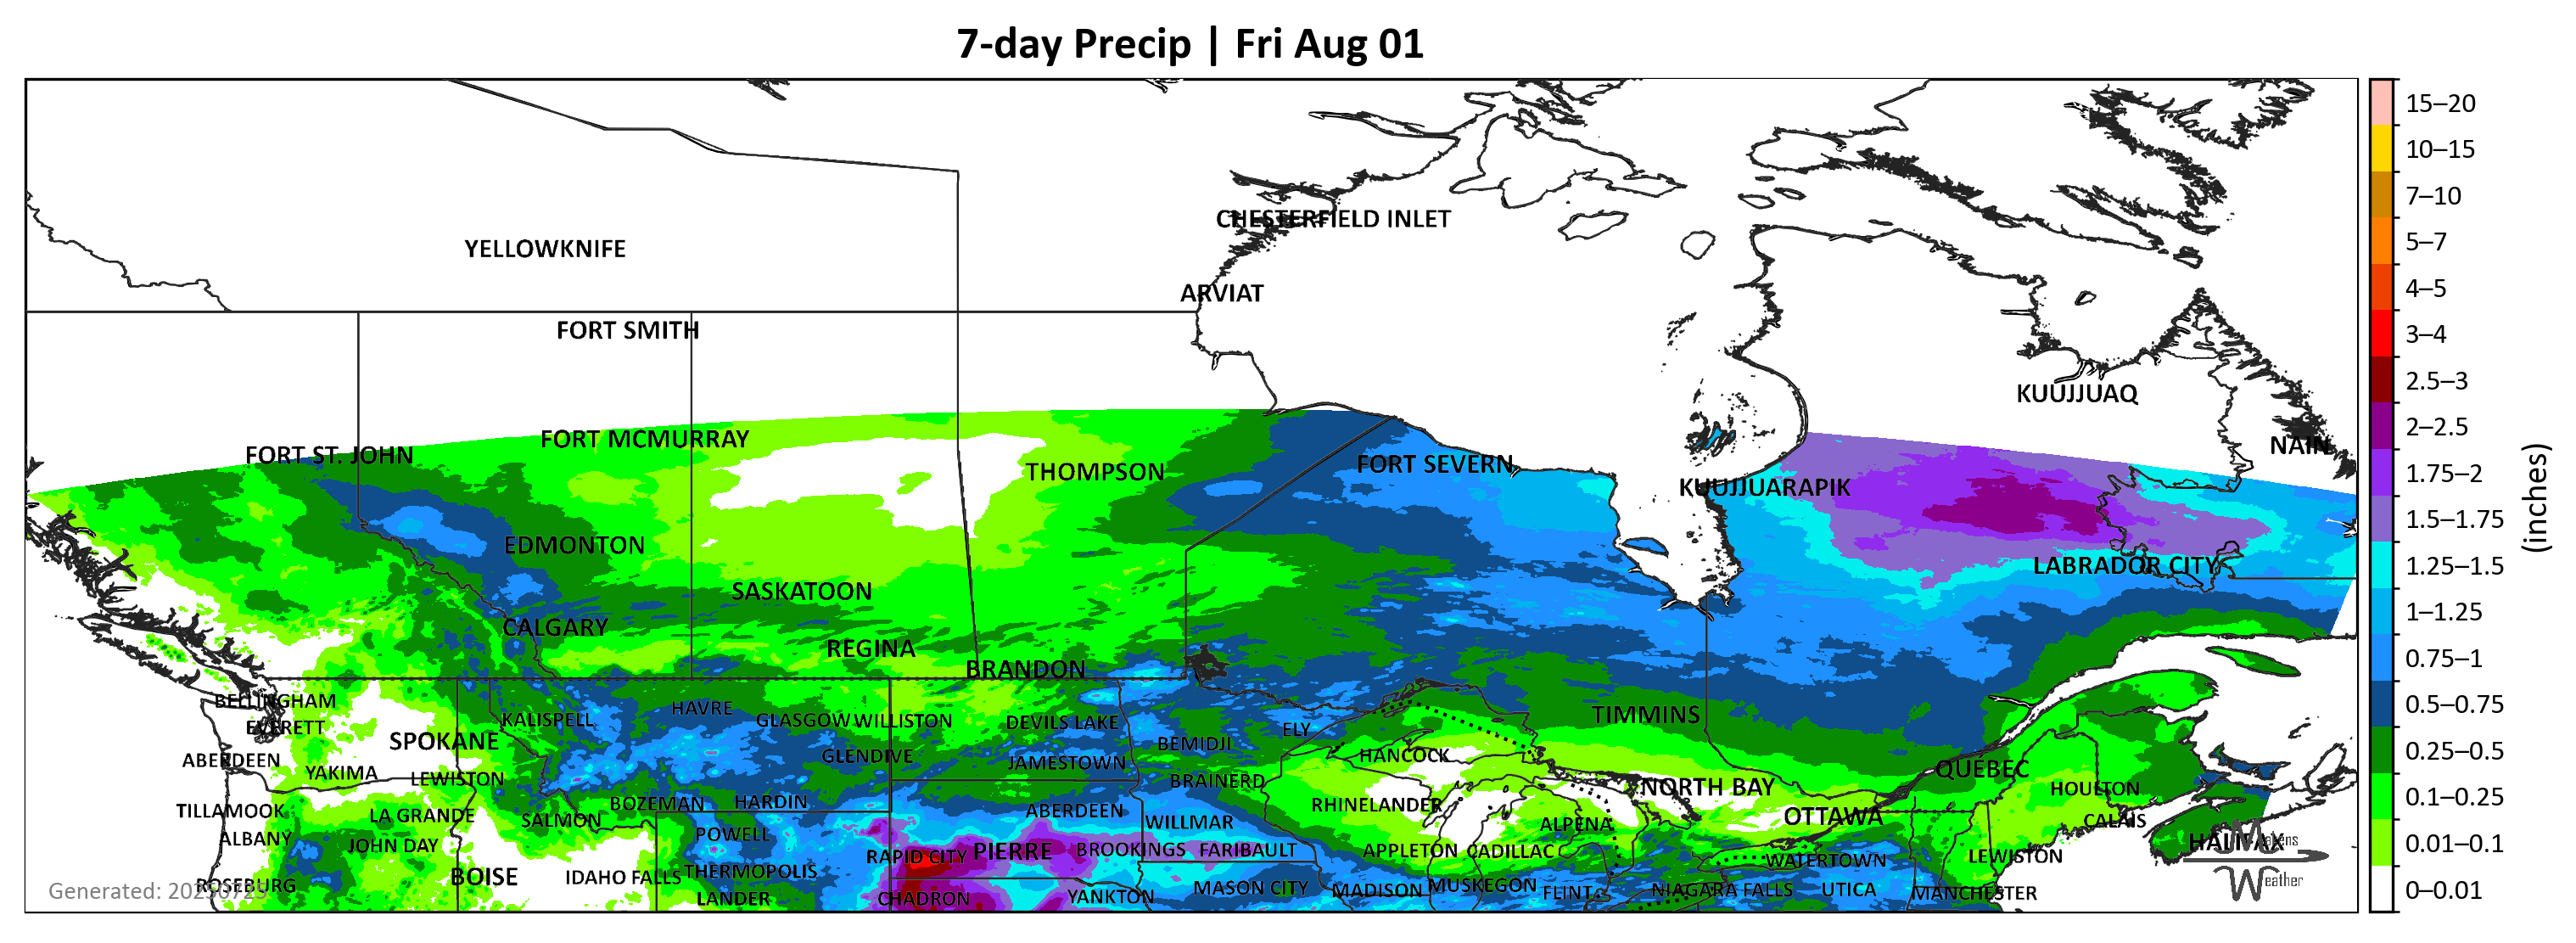 7-day Precip | Fri Aug 01
CHESTERFIELD INLET
YELLOWKNIFE
ARVIAT
FORT SMITH
KUUJJUAQ
FORT MCMURRAY
NAIN
FORT ST. JOHN
THOMPSON
FORT SEVERN
KUUJJUARAPIK
EDMONTON
LABRADOR CITY
SASKATOON
CALGARY
REGINA
BRANDON
BELLINGHAM
HAVRE
KALISPELL
GLASGOW WILLISTON
DEVILS LAKE
TIMMINS
EVERETT
ELY
SPOKANE
BEMIDJI
ABERDEEN
GLENDIVE
JAMESTOWN
HANCOCK
QUÉBEC
YAKIMA
LEWISTON
BRAINERD
NORTH BAY
HOULTON
TILLAMOOK
LA GRANDE
SALMON
BOZEMAN
HARDIN
ABERDEEN
WILLMAR
RHINELANDER
ALPENA
OTTAWA
CALAIS
ALBANY
JOHN DAY
POWELL
RAPID CITY
PIERRE
BROOKINGS
FARIBAULT
APPLETON
CADILLAC
WATERTOWN
LEWISTON
HALIFAX
ROSEBURG
BOISE
IDAHO FALLS
THERMOPOLIS
LANDER
CHADRON
YANKTON
MASON CITY
MADISON
MUSKEGON
FLINT
NIAGARA FALLS
UTICA
MANCHESTER
Generated:
Weather
15–20
10–15
7–10
5–7
4–5
3–4
2.5–3
2–2.5
1.75–2
1.5–1.75
1.25–1.5
1–1.25
0.75–1
0.5–0.75
0.25–0.5
0.1–0.25
0.01–0.1
0–0.01
(inches)